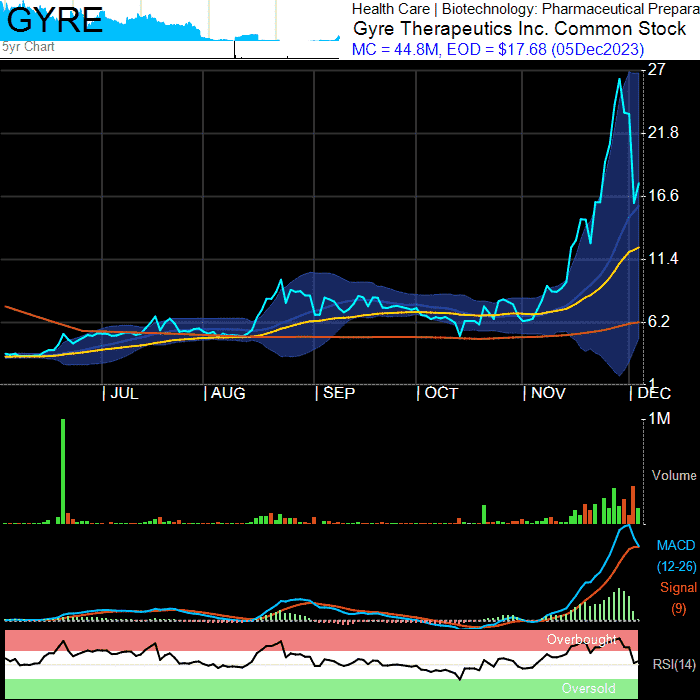 GYRE
5yr Chart
Health Care | Biotechnology: Pharmaceutical Prepara
Gyre Therapeutics Inc. Common Stock
MC = 44.8M, EOD = $17.68 (05Dec2023)
27
21.8
16.6
11.4
6.2
1
JUL
AUG
SEP
OCT
NOV
DEC
1M
Volume
MACD
(12-26)
Signal
(9)
Overbought
RSI(14)
Oversold